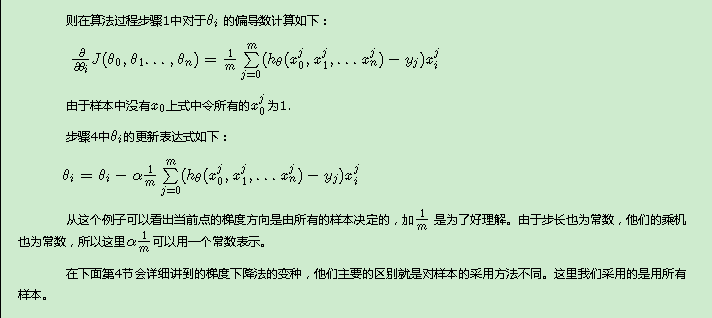 则在算法过程步骤1中对于θi 的偏导数计算如下：
∂/∂θi J(θ0, θ1..., θn) = 1/m ∑_{j=0}^{m} (hθ(x_0^j, x_1^j, ...x_n^j) − yj)x_i^j
由于样本中没有x0上式中令所有的x_0^j为1.
步骤4中θi的更新表达式如下：
θi = θi − α 1/m ∑_{j=0}^{m} (hθ(x_0^j, x_1^j, ...x_n^j) − yj)x_i^j
从这个例子可以看出当前点的梯度方向是由所有的样本决定的，加 1/m 是为了好理解。由于步长也为常数，他们的乘机
也为常数，所以这里α 1/m 可以用一个常数表示。
在下面第4节会详细讲到的梯度下降法的变种，他们主要的区别就是对样本的采用方法不同。这里我们采用的是用所有
样本。